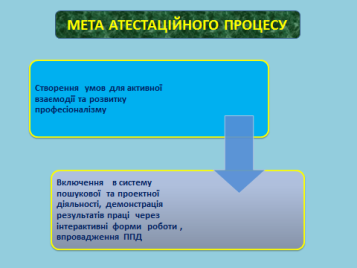 МЕТА АТЕСТАЦІЙНОГО ПРОЦЕСУ
Створення умов для активної
взаємодії та розвитку
професіоналізму
Включення в систему
пошукової та проектної
діяльності, демонстрація
результатів праці через
інтерактивні форми роботи ,
впровадження ППД